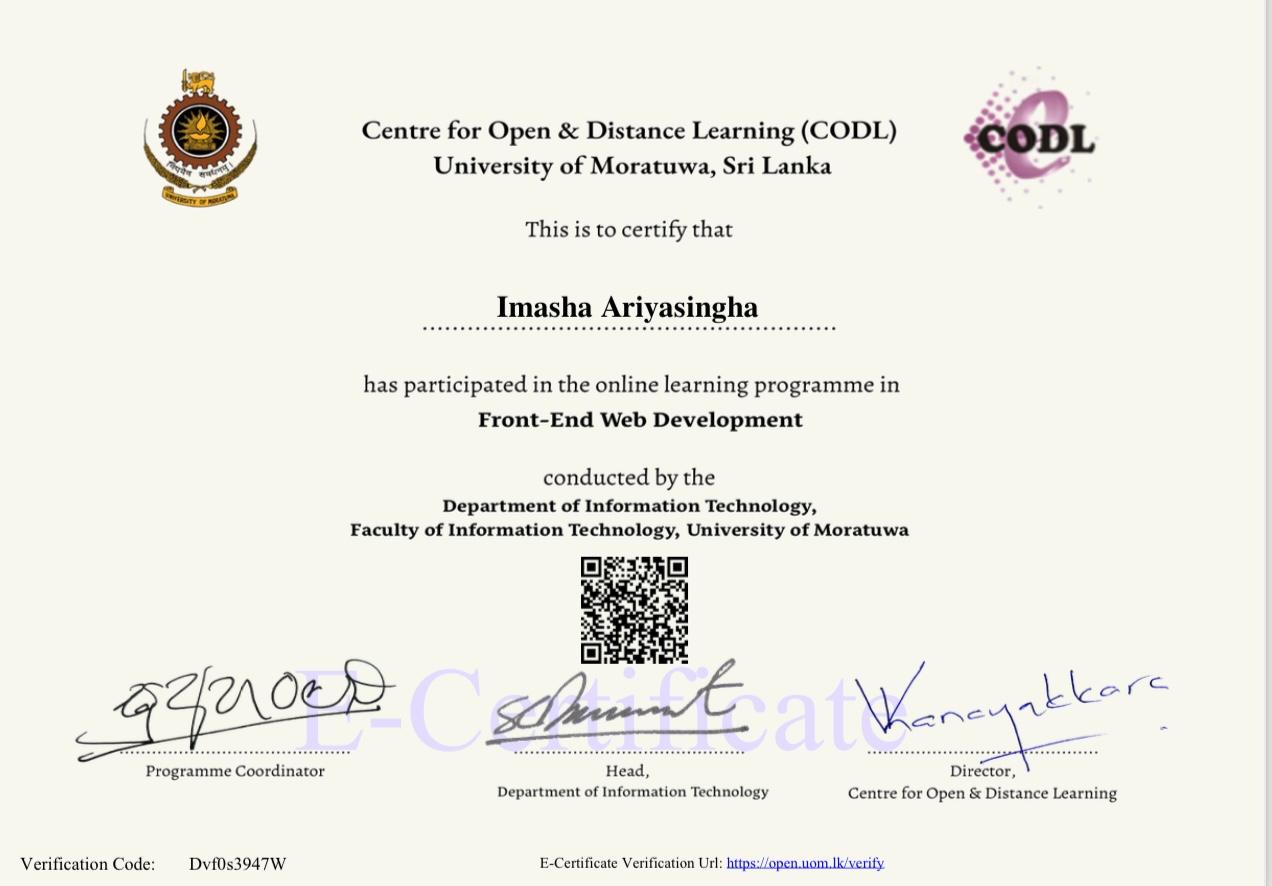 Centre for Open & Distance Learning (CODL)
CODL
University of Moratuwa, Sri Lanka
UNIVERSITY OF MORATUWA
This is to certify that
Imasha Ariyasingha
has participated in the online learning programme in
Front-End Web Development
conducted by the
Department of Information Technology,
Faculty of Information Technology, University of Moratuwa
E-Certificate
Programme Coordinator
Head,
Department of Information Technology
Director,
Centre for Open & Distance Learning
Verification Code: Dvf0s3947W
E-Certificate Verification Url: https://open.uom.lk/verify